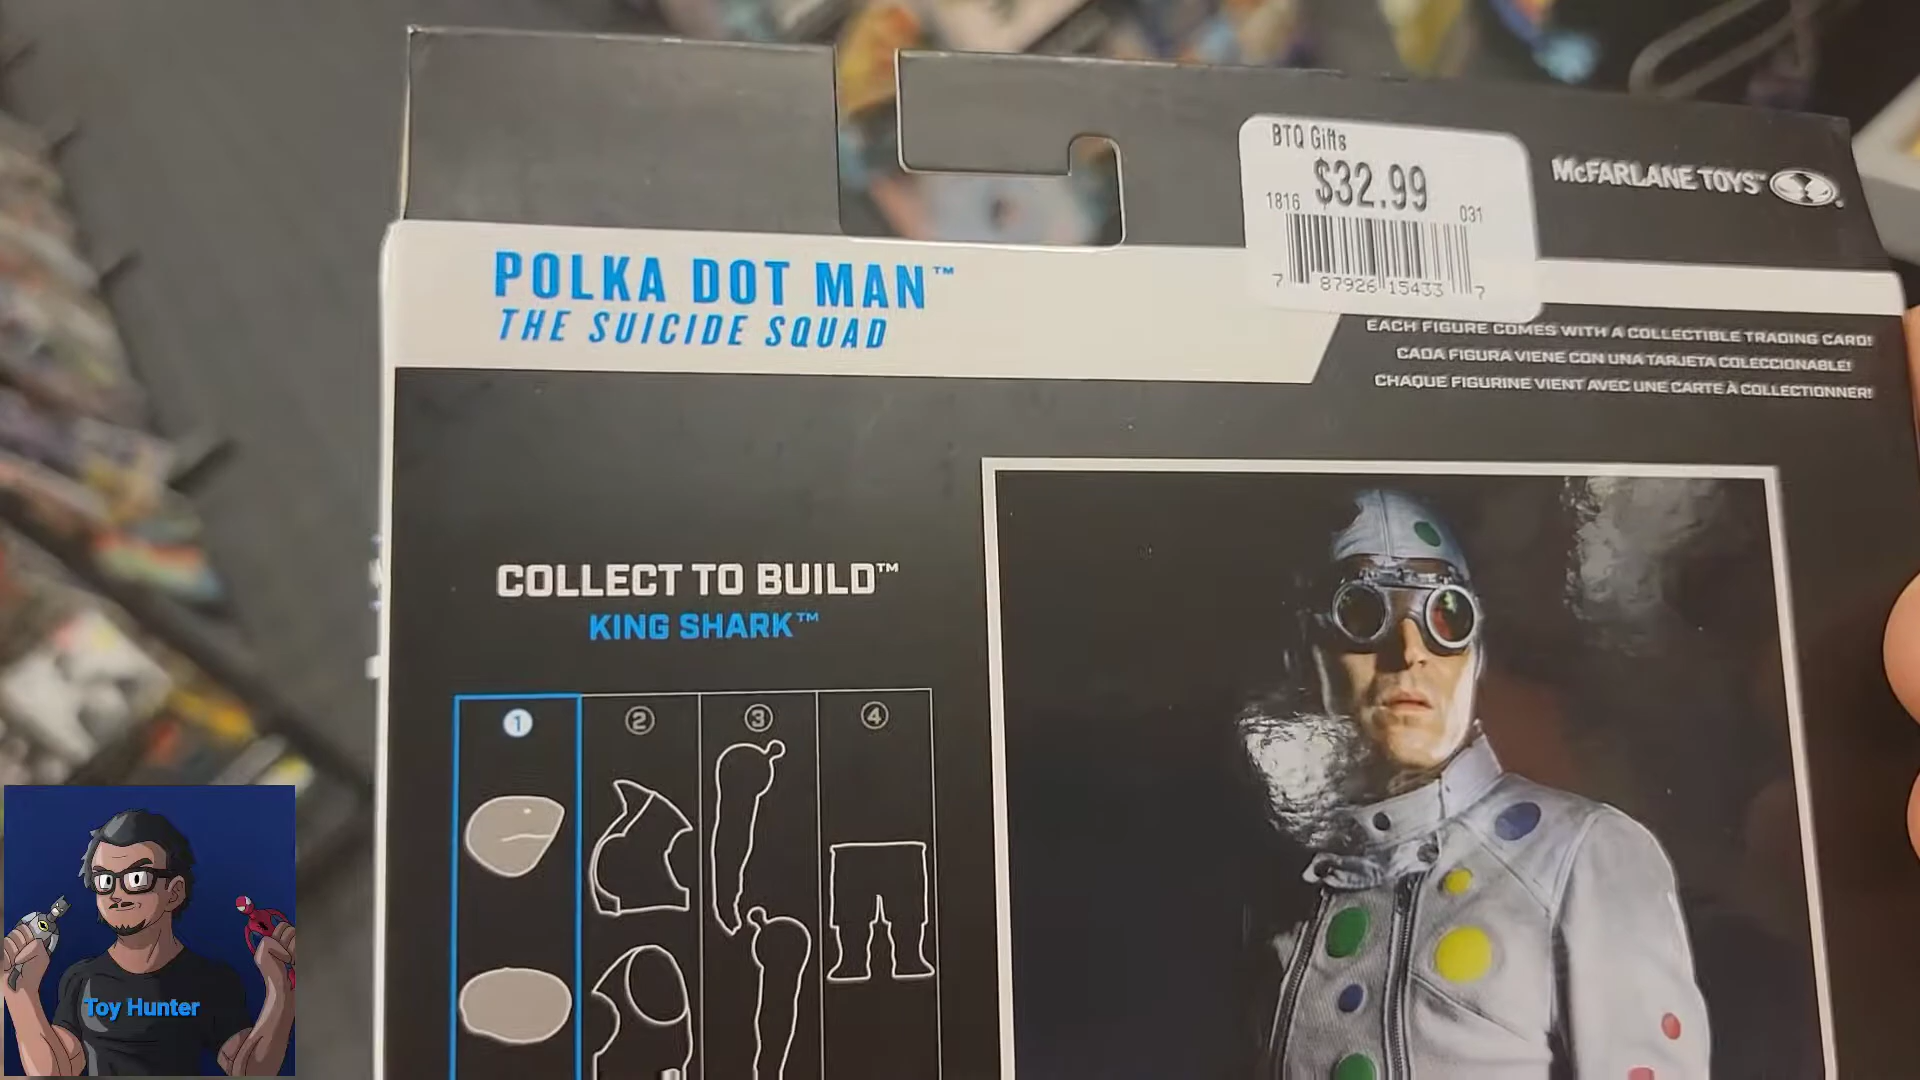 BTQ Gifts
$32.99
1816
031
7 87926 15433 7
McFARLANE TOYS™
POLKA DOT MAN™
THE SUICIDE SQUAD
EACH FIGURE COMES WITH A COLLECTIBLE TRADING CARD!
CADA FIGURA VIENE CON UNA TARJETA COLECCIONABLE!
CHAQUE FIGURINE VIENT AVEC UNE CARTE À COLLECTIONNER!
COLLECT TO BUILD™
KING SHARK™
1 2 3 4
Toy Hunter